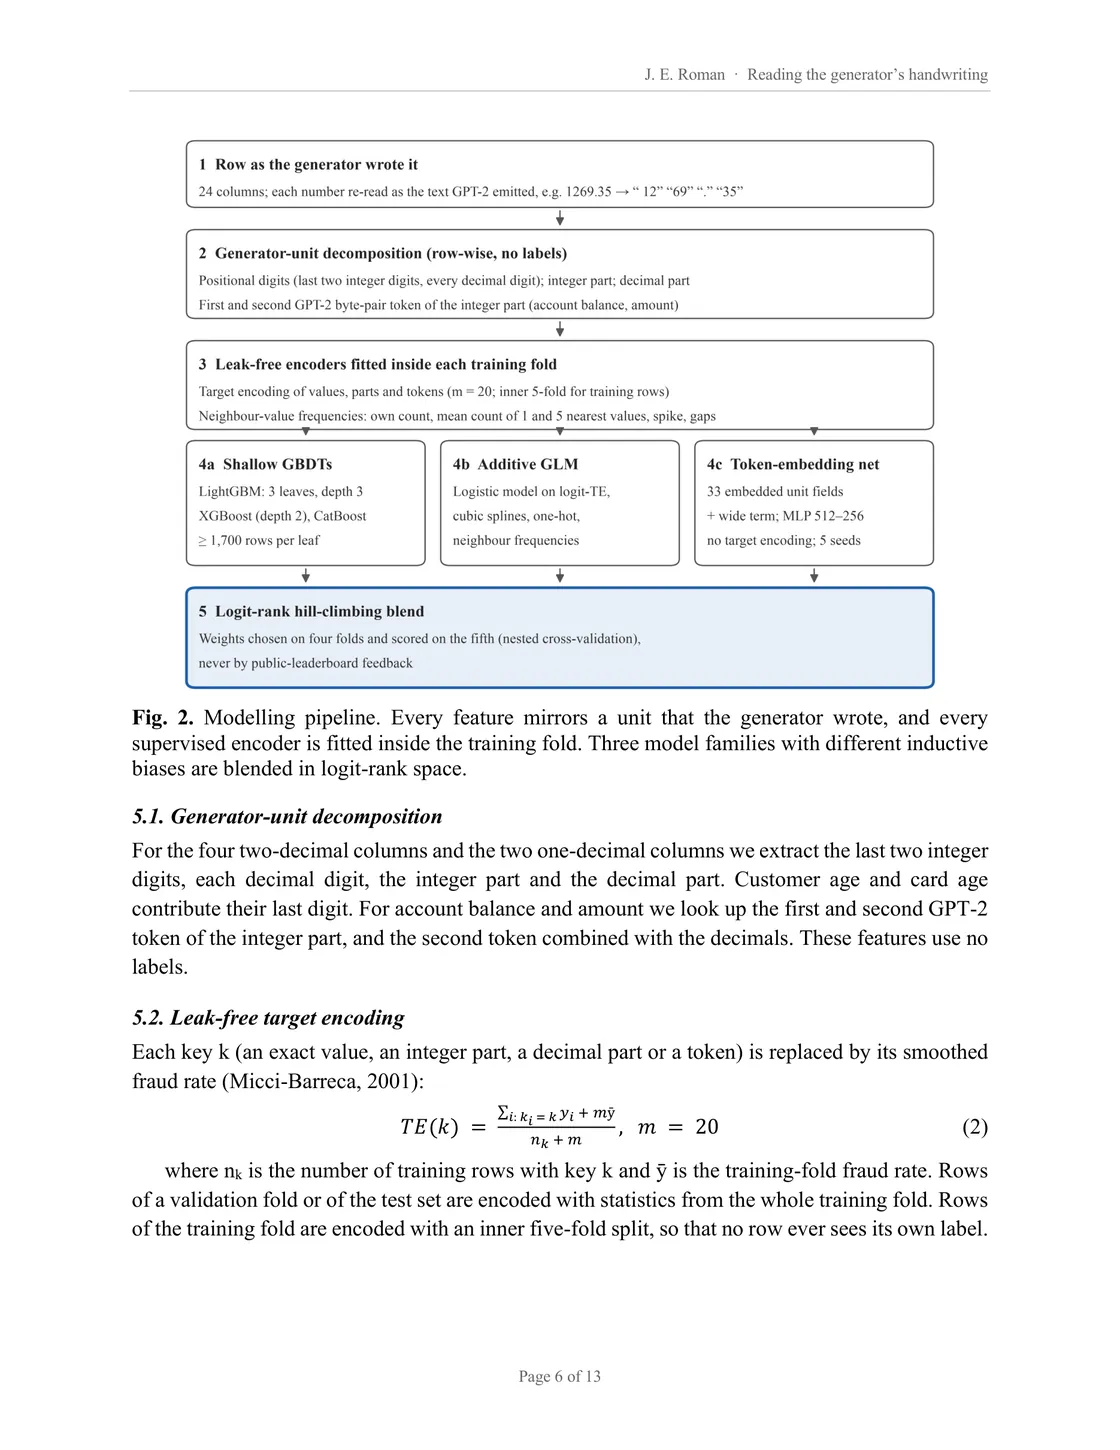 J. E. Roman · Reading the generator’s handwriting
1 Row as the generator wrote it
24 columns; each number re-read as the text GPT-2 emitted, e.g. 1269.35 → “ 12” “69” “.” “35”
2 Generator-unit decomposition (row-wise, no labels)
Positional digits (last two integer digits, every decimal digit); integer part; decimal part
First and second GPT-2 byte-pair token of the integer part (account balance, amount)
3 Leak-free encoders fitted inside each training fold
Target encoding of values, parts and tokens (m = 20; inner 5-fold for training rows)
Neighbour-value frequencies: own count, mean count of 1 and 5 nearest values, spike, gaps
4a Shallow GBDTs
LightGBM: 3 leaves, depth 3
XGBoost (depth 2), CatBoost
≥ 1,700 rows per leaf
4b Additive GLM
Logistic model on logit-TE,
cubic splines, one-hot,
neighbour frequencies
4c Token-embedding net
33 embedded unit fields
+ wide term; MLP 512–256
no target encoding; 5 seeds
5 Logit-rank hill-climbing blend
Weights chosen on four folds and scored on the fifth (nested cross-validation),
never by public-leaderboard feedback
Fig. 2. Modelling pipeline. Every feature mirrors a unit that the generator wrote, and every
supervised encoder is fitted inside the training fold. Three model families with different inductive
biases are blended in logit-rank space.
5.1. Generator-unit decomposition
For the four two-decimal columns and the two one-decimal columns we extract the last two integer
digits, each decimal digit, the integer part and the decimal part. Customer age and card age
contribute their last digit. For account balance and amount we look up the first and second GPT-2
token of the integer part, and the second token combined with the decimals. These features use no
labels.
5.2. Leak-free target encoding
Each key k (an exact value, an integer part, a decimal part or a token) is replaced by its smoothed
fraud rate (Micci-Barreca, 2001):
TE(k) = (∑i: ki = k yi + mȳ) / (nk + m), m = 20 (2)
where nk is the number of training rows with key k and ȳ is the training-fold fraud rate. Rows
of a validation fold or of the test set are encoded with statistics from the whole training fold. Rows
of the training fold are encoded with an inner five-fold split, so that no row ever sees its own label.
Page 6 of 13